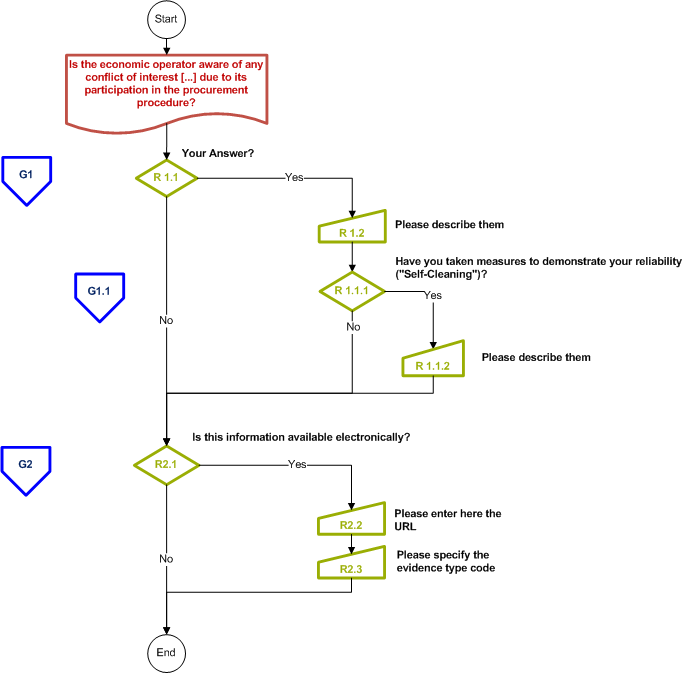 Start
Is the economic operator aware of any
conflict of interest [...] due to its
participation in the procurement
procedure?
Your Answer?
G1
R 1.1
Yes
R 1.2
Please describe them
Have you taken measures to demonstrate your reliability
("Self-Cleaning")?
G1.1
R 1.1.1
Yes
No
No
R 1.1.2
Please describe them
Is this information available electronically?
G2
R2.1
Yes
R2.2
Please enter here the
URL
R2.3
Please specify the
evidence type code
No
End